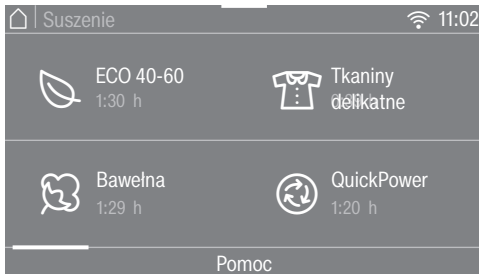 Suszenie 11:02
ECO 40-60
1:30 h
Tkaniny
delikatne
Bawełna
1:29 h
QuickPower
1:20 h
Pomoc